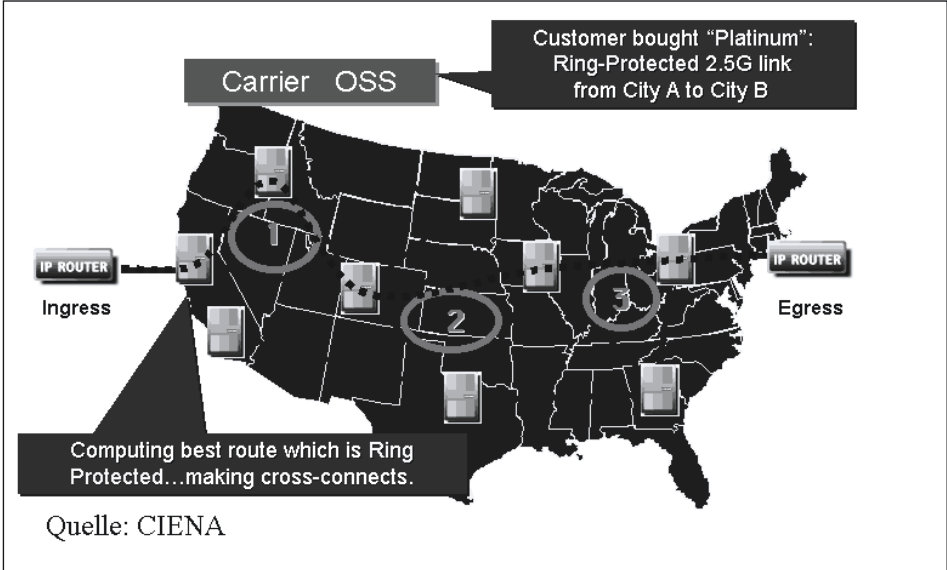 Customer bought “Platinum”:
Ring-Protected 2.5G link
from City A to City B
Carrier OSS
1
IP ROUTER
Ingress
2
3
IP ROUTER
Egress
Computing best route which is Ring
Protected…making cross-connects.
Quelle: CIENA